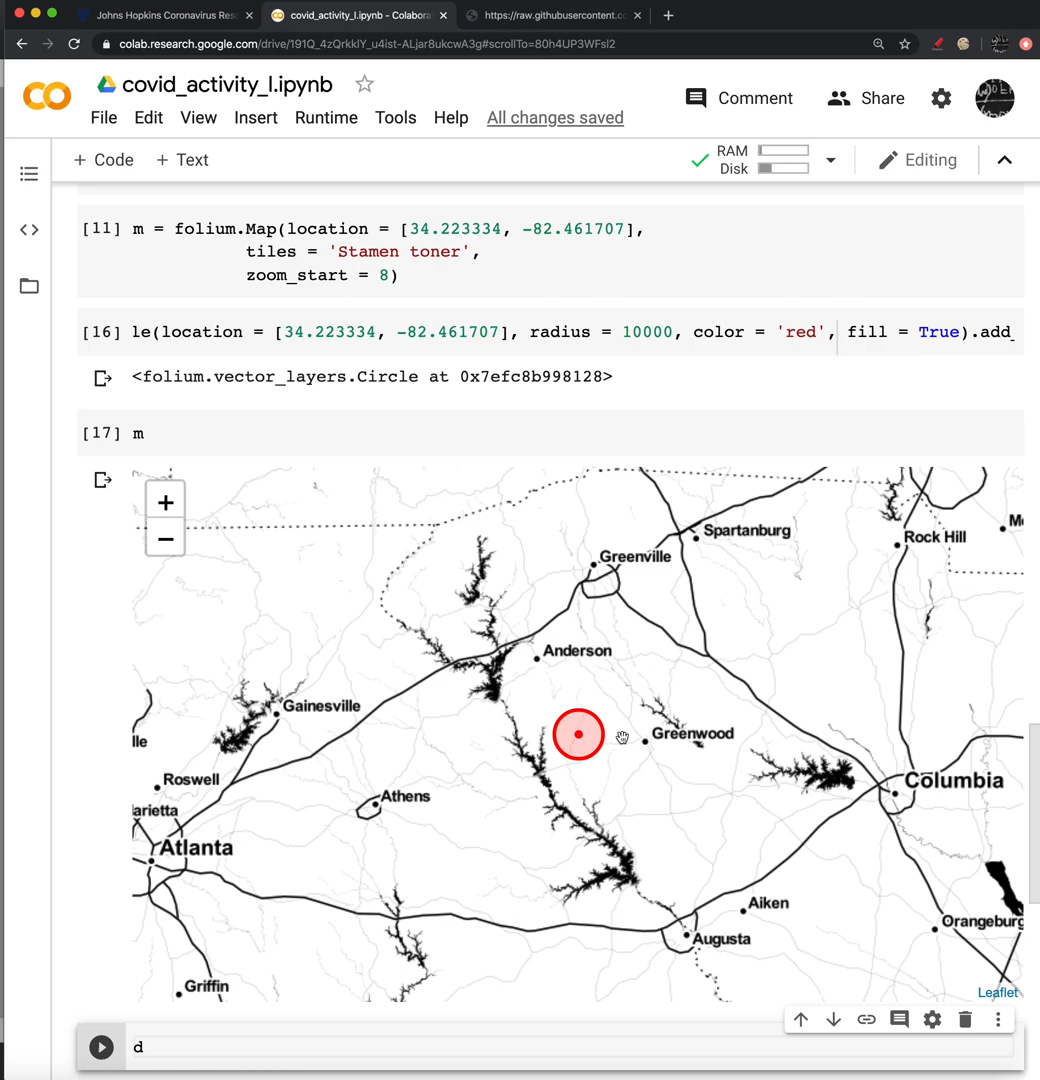 Johns Hopkins Coronavirus Res
covid_activity_l.ipynb - Colabora
https://raw.githubusercontent.c
colab.research.google.com/drive/191Q_4zQrkklY_u4ist-ALjar8ukcwA3g#scrollTo=80h4UP3WFsl2
covid_activity_l.ipynb
Comment
Share
File Edit View Insert Runtime Tools Help All changes saved
+ Code + Text
RAM
Disk
Editing
[11] m = folium.Map(location = [34.223334, -82.461707],
tiles = 'Stamen toner',
zoom_start = 8)
[16] le(location = [34.223334, -82.461707], radius = 10000, color = 'red', fill = True).add_
<folium.vector_layers.Circle at 0x7efc8b998128>
[17] m
+
−
Spartanburg
Rock Hill
Greenville
Anderson
Gainesville
Greenwood
lle
Roswell
Columbia
Athens
arietta
Atlanta
Aiken
Orangeburg
Augusta
Griffin
Leaflet
d